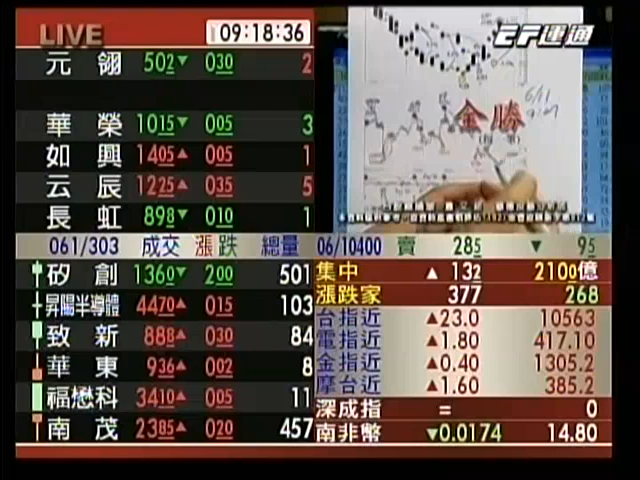 LIVE 09:18:36 EF建通
元翎 502▼ 030 2
華榮 1015▼ 005 3
如興 1405▲ 005 1
云辰 1225▲ 035 5
長虹 898▼ 010 1
金勝
6/11
061/303 成交 漲跌 總量 06/10400 賣 285 ▼ 95
矽創 1360▼ 200 501
昇陽半導體 4470▲ 015 103
致新 888▲ 030 84
華東 936▲ 002 8
福懋科 3410▲ 005 11
南茂 2385▲ 020 457
集中 ▲ 132 2100億
漲跌家 377 268
台指近 ▲23.0 10563
電指近 ▲1.80 417.10
金指近 ▲0.40 1305.2
摩台近 ▲1.60 385.2
深成指 = 0
南非幣 ▼0.0174 14.80